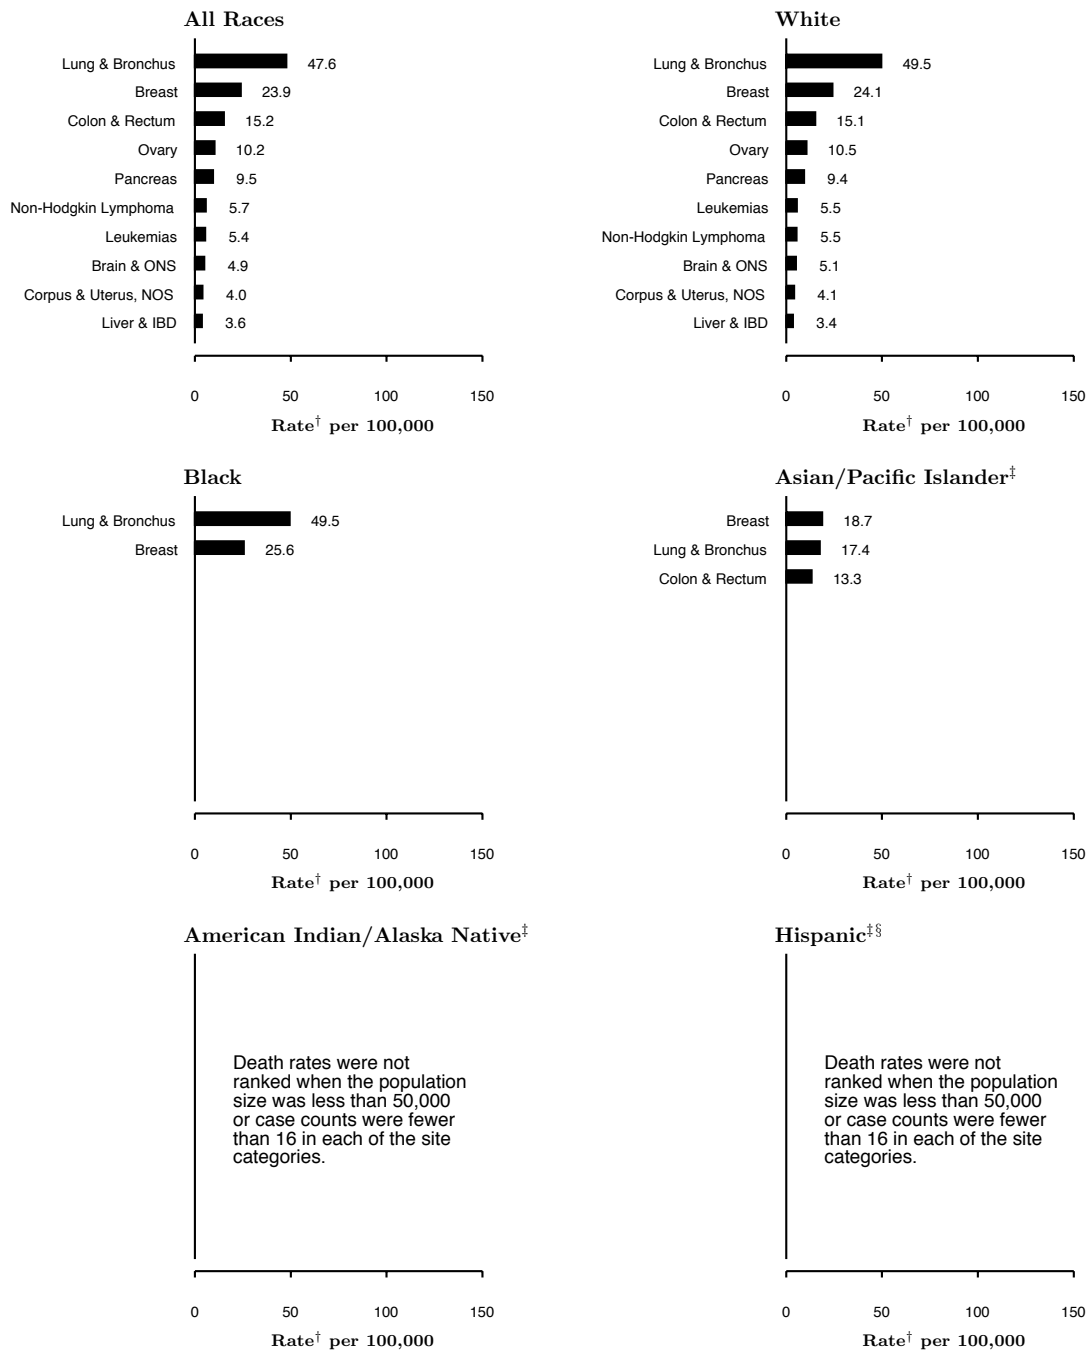 All Races
Lung & Bronchus 47.6
Breast 23.9
Colon & Rectum 15.2
Ovary 10.2
Pancreas 9.5
Non-Hodgkin Lymphoma 5.7
Leukemias 5.4
Brain & ONS 4.9
Corpus & Uterus, NOS 4.0
Liver & IBD 3.6
0 50 100 150
Rate† per 100,000
White
Lung & Bronchus 49.5
Breast 24.1
Colon & Rectum 15.1
Ovary 10.5
Pancreas 9.4
Leukemias 5.5
Non-Hodgkin Lymphoma 5.5
Brain & ONS 5.1
Corpus & Uterus, NOS 4.1
Liver & IBD 3.4
0 50 100 150
Rate† per 100,000
Black
Lung & Bronchus 49.5
Breast 25.6
0 50 100 150
Rate† per 100,000
Asian/Pacific Islander‡
Breast 18.7
Lung & Bronchus 17.4
Colon & Rectum 13.3
0 50 100 150
Rate† per 100,000
American Indian/Alaska Native‡
Death rates were not
ranked when the population
size was less than 50,000
or case counts were fewer
than 16 in each of the site
categories.
0 50 100 150
Rate† per 100,000
Hispanic‡§
Death rates were not
ranked when the population
size was less than 50,000
or case counts were fewer
than 16 in each of the site
categories.
0 50 100 150
Rate† per 100,000